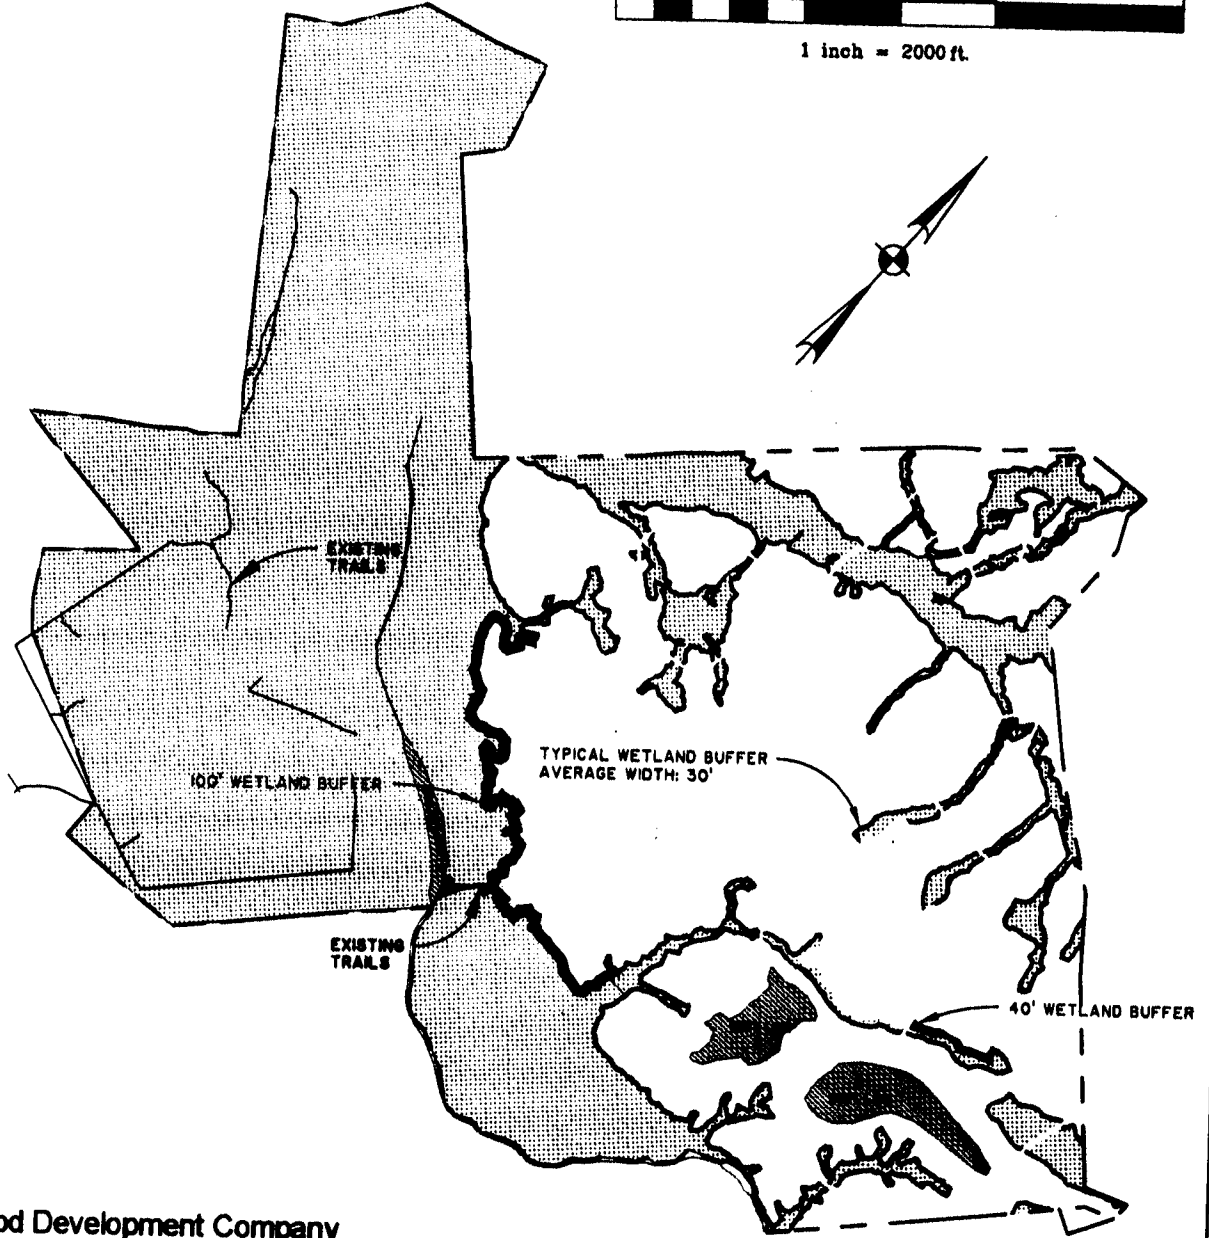 1 inch = 2000 ft.
EXISTING
TRAILS
100' WETLAND BUFFER
TYPICAL WETLAND BUFFER
AVERAGE WIDTH: 30'
EXISTING
TRAILS
40' WETLAND BUFFER
Development Company